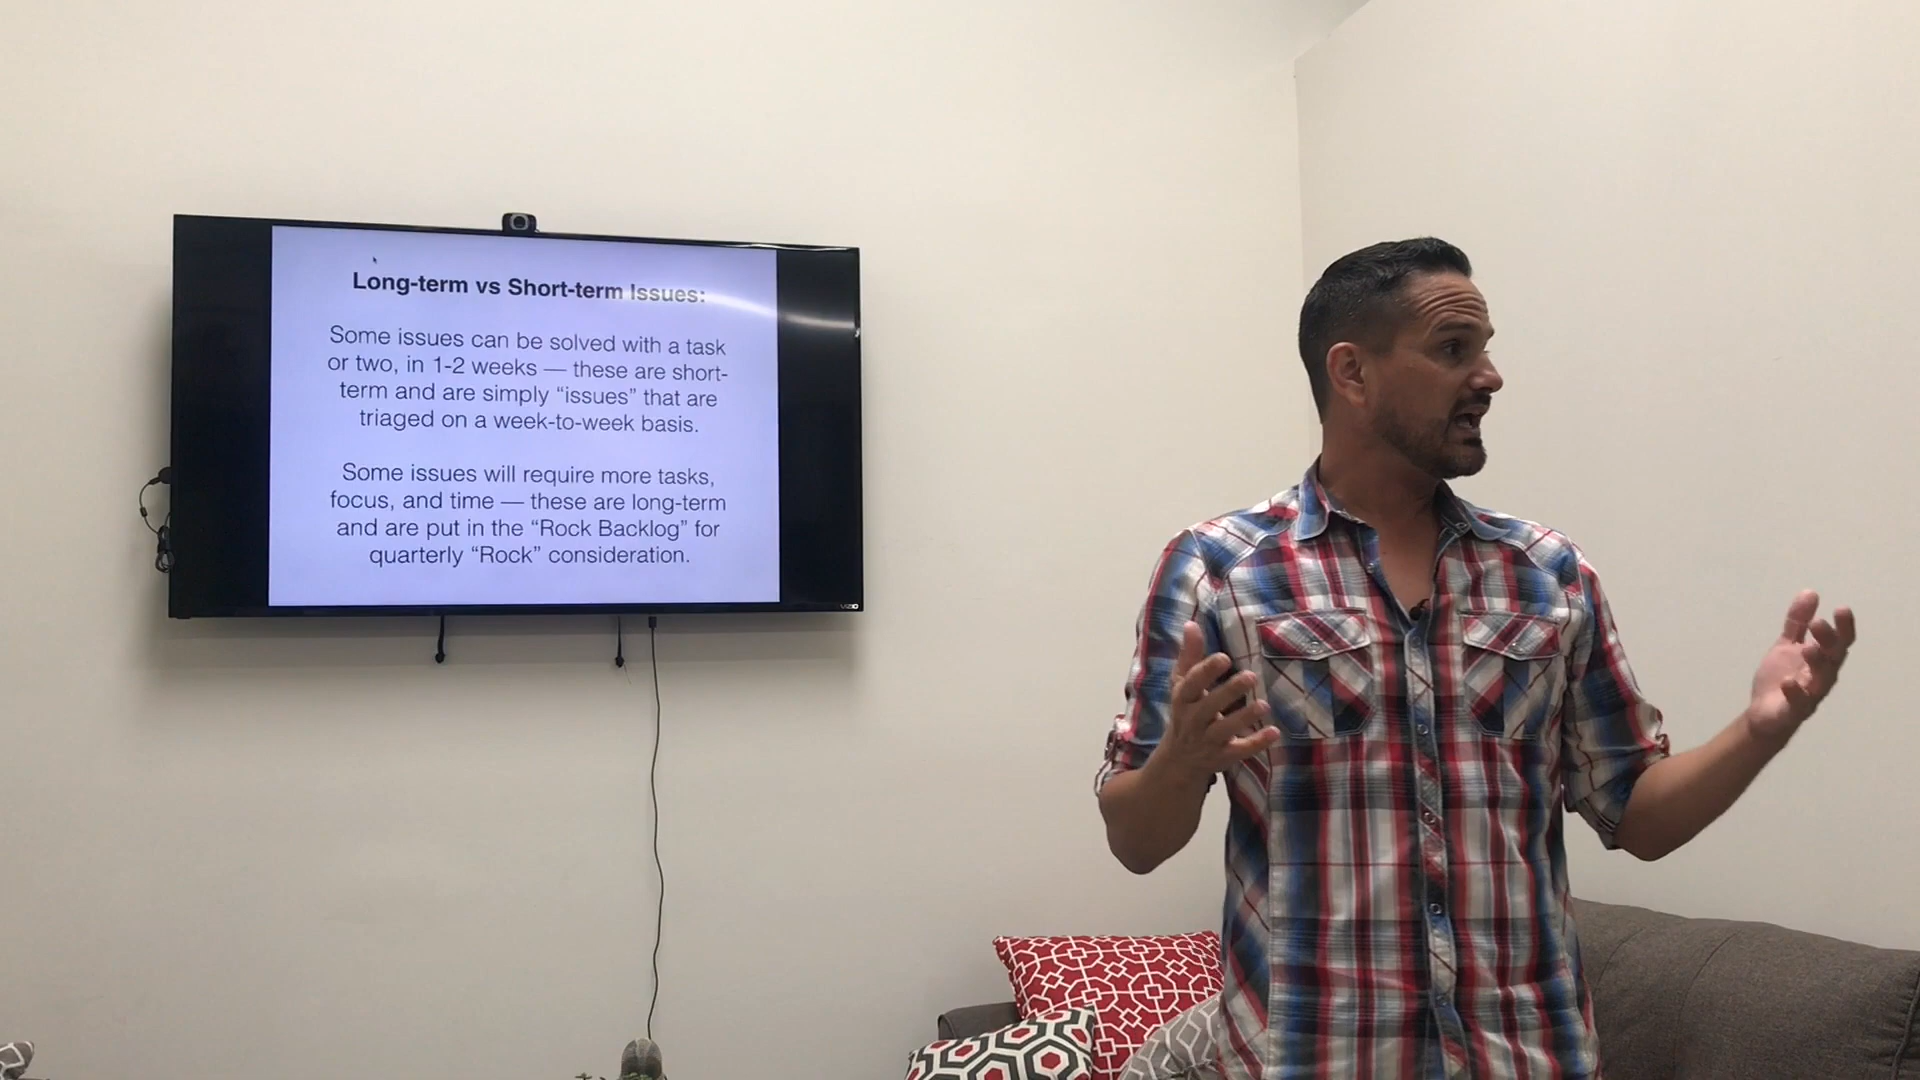 Long-term vs Short-term Issues:
Some issues can be solved with a task
or two, in 1-2 weeks — these are short-
term and are simply “issues” that are
triaged on a week-to-week basis.
Some issues will require more tasks,
focus, and time — these are long-term
and are put in the “Rock Backlog” for
quarterly “Rock” consideration.
VIZIO